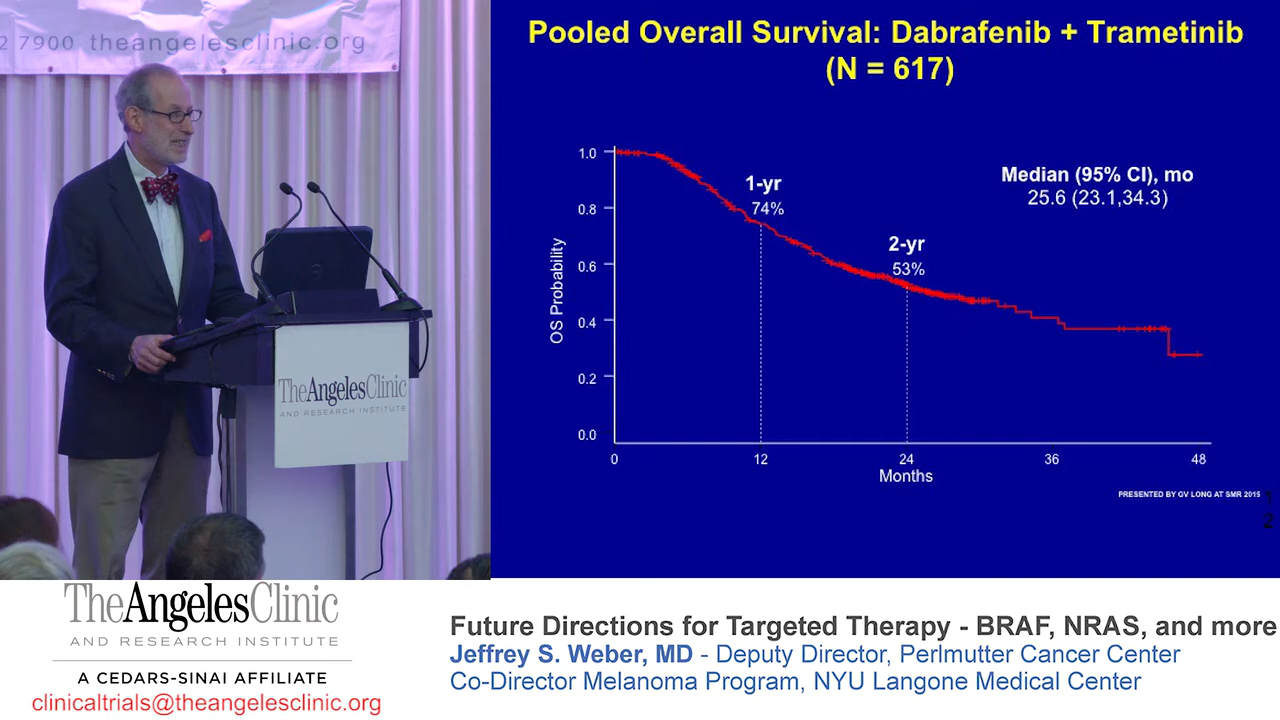 2 7900 theangelesclinic.org
Pooled Overall Survival: Dabrafenib + Trametinib
(N = 617)
1.0
0.8
0.6
0.4
0.2
0.0
OS Probability
1-yr
74%
2-yr
53%
Median (95% CI), mo
25.6 (23.1,34.3)
0
12
24
36
48
Months
PRESENTED BY GV LONG AT SMR 2015
1
2
TheAngelesClinic
AND RESEARCH INSTITUTE
TheAngelesClinic
AND RESEARCH INSTITUTE
A CEDARS-SINAI AFFILIATE
clinicaltrials@theangelesclinic.org
Future Directions for Targeted Therapy - BRAF, NRAS, and more
Jeffrey S. Weber, MD - Deputy Director, Perlmutter Cancer Center
Co-Director Melanoma Program, NYU Langone Medical Center